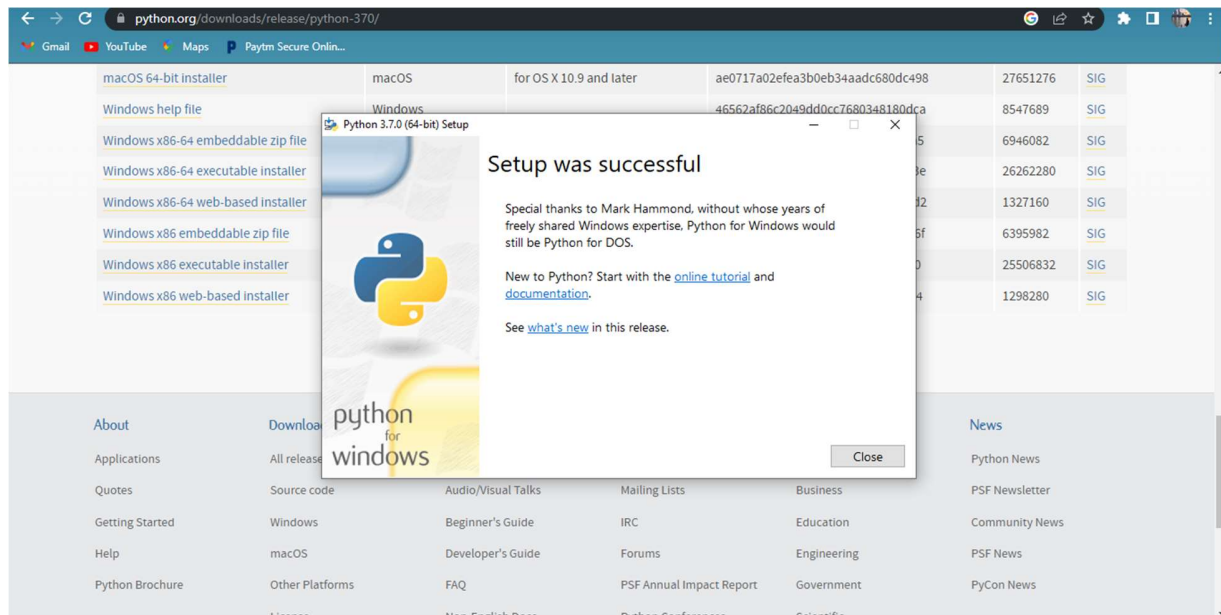 python.org/downloads/release/python-370/
Gmail YouTube Maps Paytm Secure Onlin...
macOS 64-bit installer macOS for OS X 10.9 and later ae0717a02efea3b0eb34aadc680dc498 27651276 SIG
Windows help file Windows 46562af86c2049dd0cc7680348180dca 8547689 SIG
Windows x86-64 embeddable zip file 6946082 SIG
Windows x86-64 executable installer 26262280 SIG
Windows x86-64 web-based installer 1327160 SIG
Windows x86 embeddable zip file 6395982 SIG
Windows x86 executable installer 25506832 SIG
Windows x86 web-based installer 1298280 SIG
Python 3.7.0 (64-bit) Setup
Setup was successful
Special thanks to Mark Hammond, without whose years of
freely shared Windows expertise, Python for Windows would
still be Python for DOS.
New to Python? Start with the online tutorial and
documentation.
See what's new in this release.
python
for
windows
Close
About Downloa News
Applications All release Python News
Quotes Source code Audio/Visual Talks Mailing Lists Business PSF Newsletter
Getting Started Windows Beginner's Guide IRC Education Community News
Help macOS Developer's Guide Forums Engineering PSF News
Python Brochure Other Platforms FAQ PSF Annual Impact Report Government PyCon News